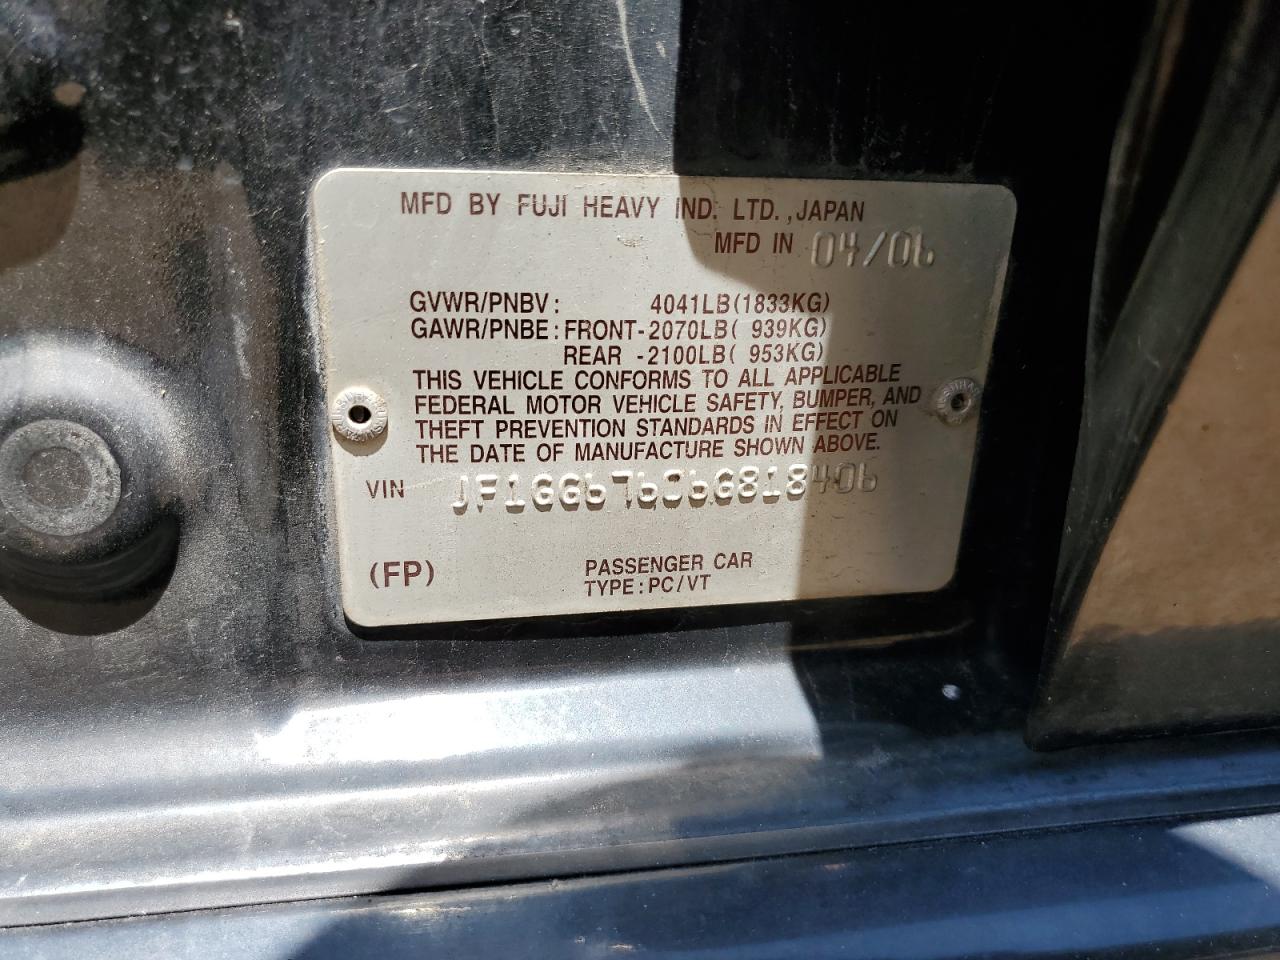 MFD BY FUJI HEAVY IND. LTD., JAPAN
MFD IN 04/06
GVWR/PNBV: 4041LB(1833KG)
GAWR/PNBE: FRONT-2070LB( 939KG)
REAR -2100LB( 953KG)
THIS VEHICLE CONFORMS TO ALL APPLICABLE
FEDERAL MOTOR VEHICLE SAFETY, BUMPER, AND
THEFT PREVENTION STANDARDS IN EFFECT ON
THE DATE OF MANUFACTURE SHOWN ABOVE.
VIN JF1GG67606G818406
(FP) PASSENGER CAR
TYPE: PC/VT